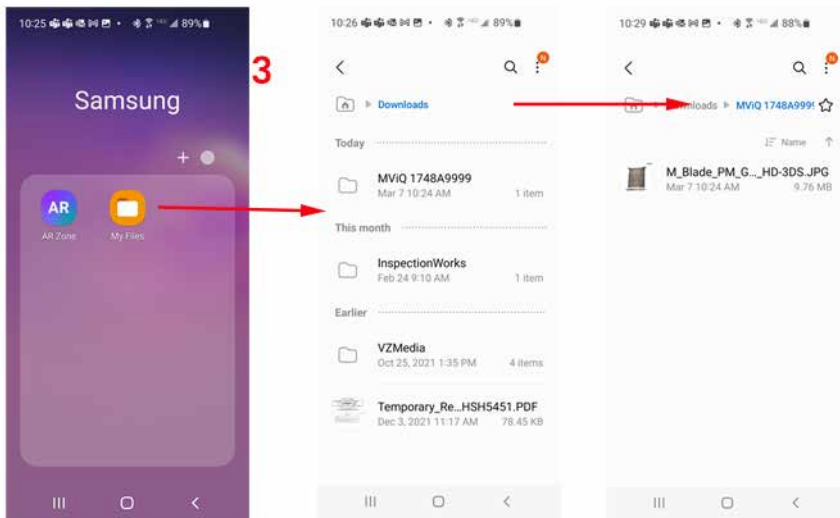 10:25
89%
3
Samsung
AR
AR Zone
My Files
10:26
89%
N
Downloads
Today
MViQ 1748A9999
Mar 7 10:24 AM
1 item
This month
InspectionWorks
Feb 24 9:10 AM
1 item
Earlier
VZMedia
Oct 25, 2021 1:35 PM
4 items
Temporary_Re...HSH5451.PDF
Dec 3, 2021 11:17 AM
78.45 KB
10:29
88%
N
MViQ 1748A9999
Name
M_Blade_PM_G..._HD-3DS.JPG
Mar 7 10:24 AM
9.76 MB